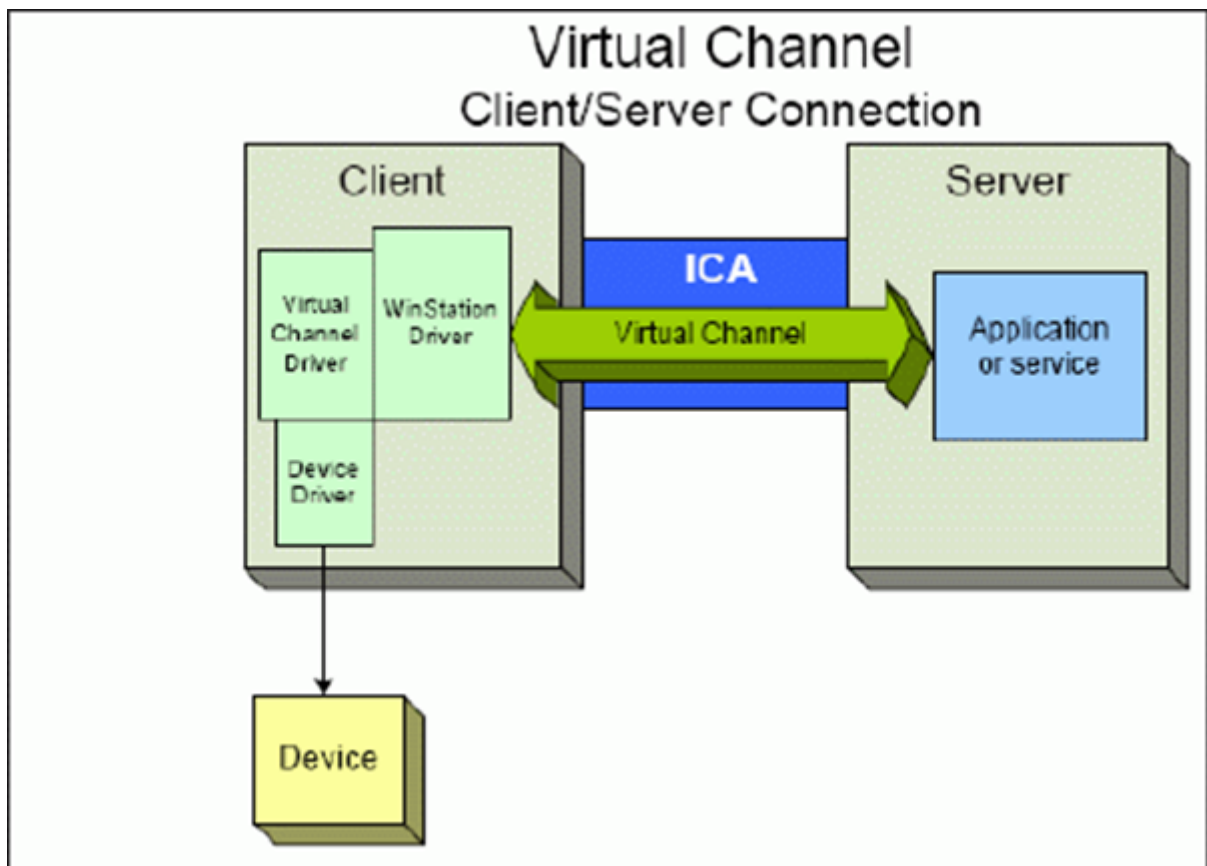 Virtual Channel
Client/Server Connection
Client
Server
ICA
Virtual
Channel
Driver
WinStation
Driver
Virtual Channel
Application
or service
Device
Driver
Device